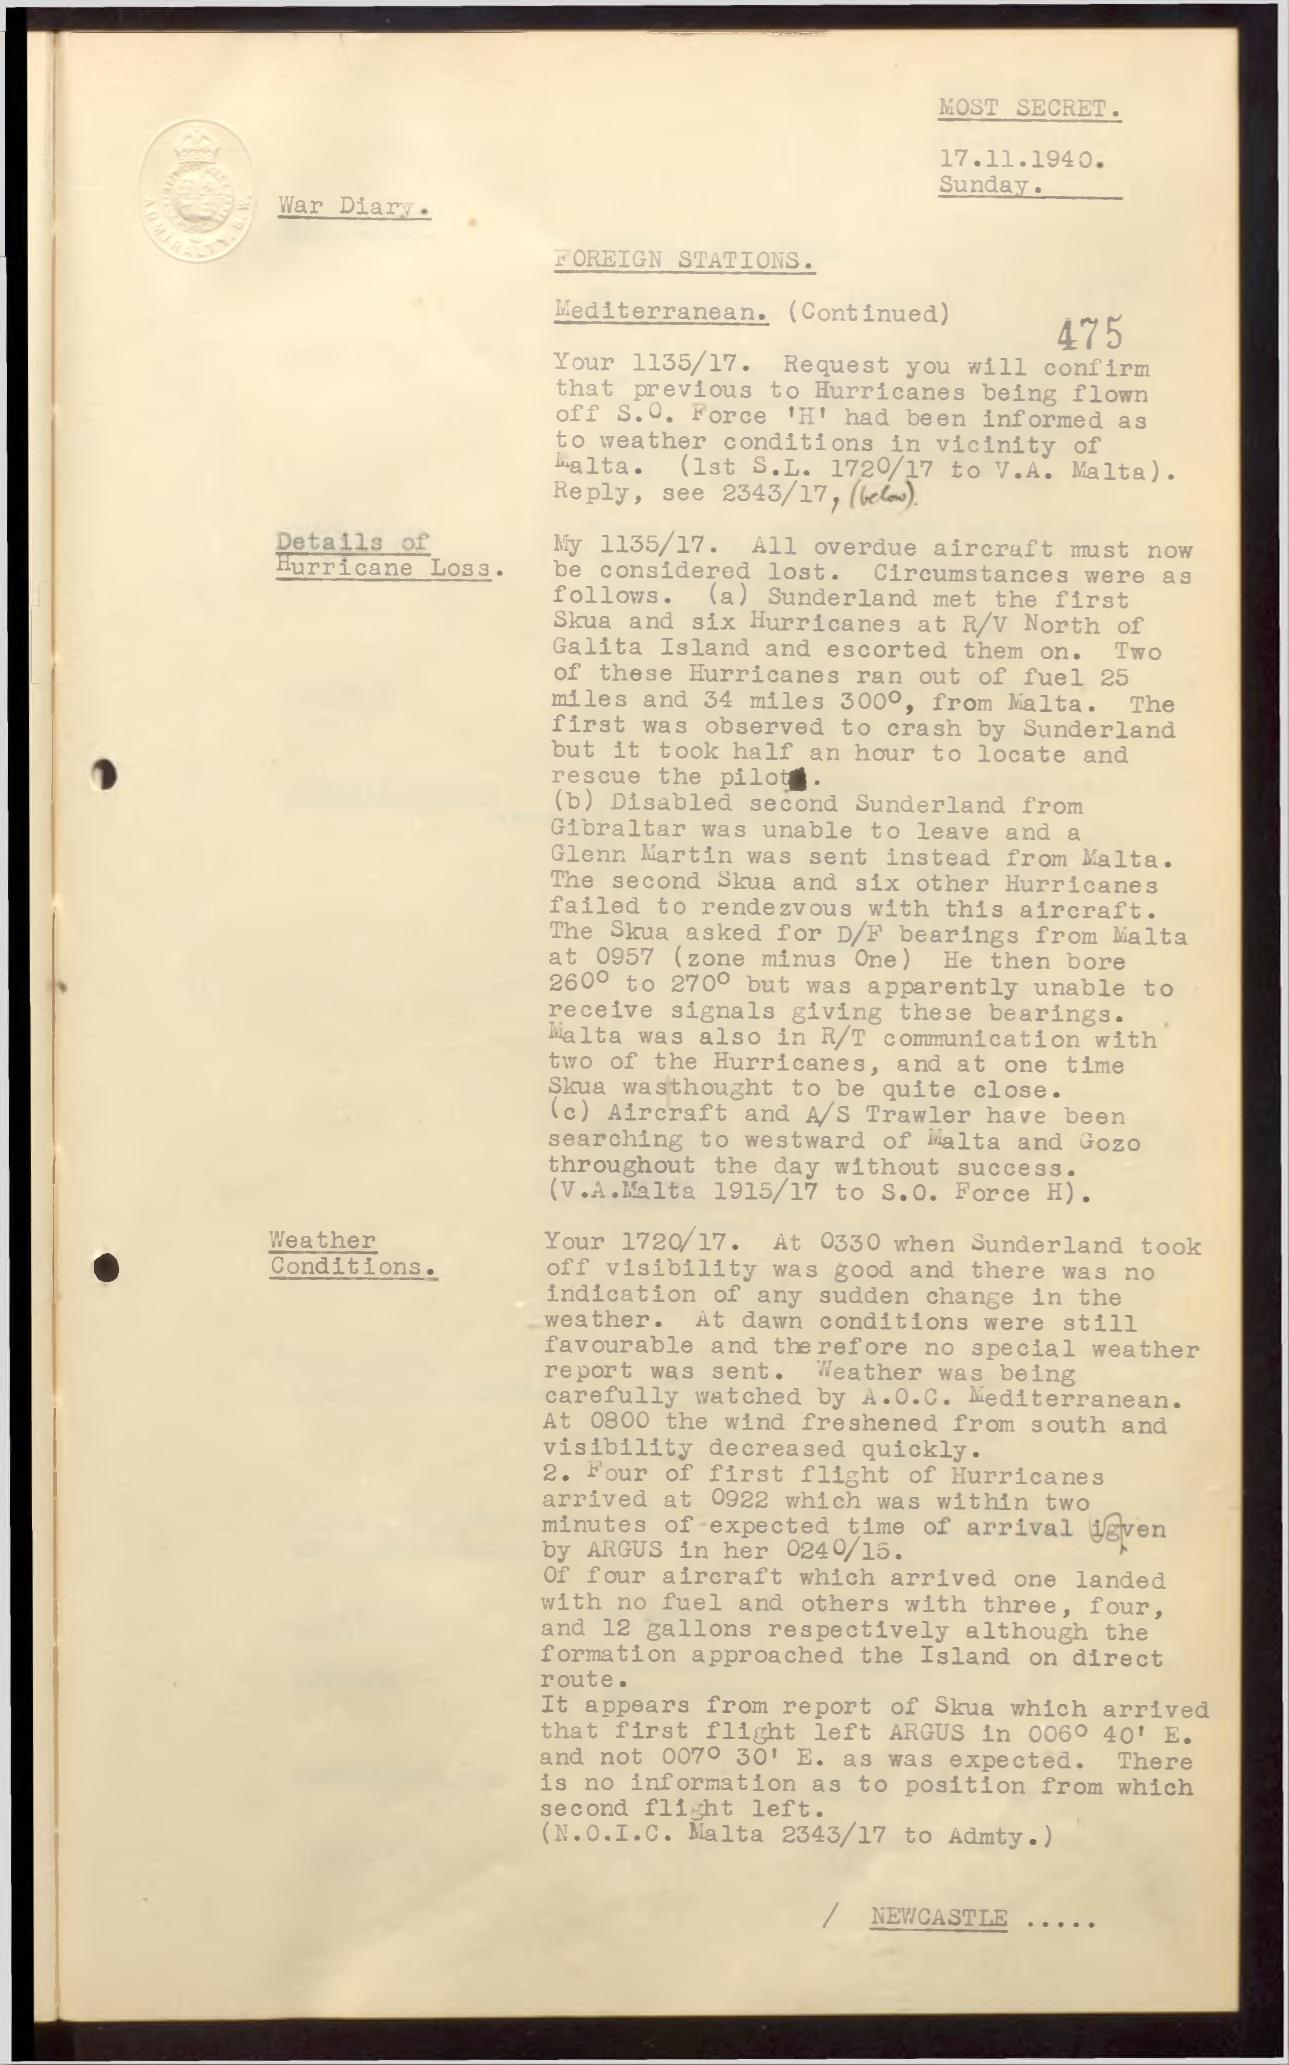 MOST SECRET.
17.11.1940.
Sunday.
ADMIRALTY. S.W.
War Diary.
FOREIGN STATIONS.
Mediterranean. (Continued)
475
Your 1135/17. Request you will confirm
that previous to Hurricanes being flown
off S.O. Force 'H' had been informed as
to weather conditions in vicinity of
Malta. (1st S.L. 1720/17 to V.A. Malta).
Reply, see 2343/17, (below).
Details of
Hurricane Loss.
My 1135/17. All overdue aircraft must now
be considered lost. Circumstances were as
follows. (a) Sunderland met the first
Skua and six Hurricanes at R/V North of
Galita Island and escorted them on. Two
of these Hurricanes ran out of fuel 25
miles and 34 miles 300°, from Malta. The
first was observed to crash by Sunderland
but it took half an hour to locate and
rescue the pilot.
(b) Disabled second Sunderland from
Gibraltar was unable to leave and a
Glenn Martin was sent instead from Malta.
The second Skua and six other Hurricanes
failed to rendezvous with this aircraft.
The Skua asked for D/F bearings from Malta
at 0957 (zone minus One) He then bore
260° to 270° but was apparently unable to
receive signals giving these bearings.
Malta was also in R/T communication with
two of the Hurricanes, and at one time
Skua wasthought to be quite close.
(c) Aircraft and A/S Trawler have been
searching to westward of Malta and Gozo
throughout the day without success.
(V.A.Malta 1915/17 to S.O. Force H).
Weather
Conditions.
Your 1720/17. At 0330 when Sunderland took
off visibility was good and there was no
indication of any sudden change in the
weather. At dawn conditions were still
favourable and therefore no special weather
report was sent. Weather was being
carefully watched by A.O.C. Mediterranean.
At 0800 the wind freshened from south and
visibility decreased quickly.
2. Four of first flight of Hurricanes
arrived at 0922 which was within two
minutes of expected time of arrival igven
by ARGUS in her 0240/15.
Of four aircraft which arrived one landed
with no fuel and others with three, four,
and 12 gallons respectively although the
formation approached the Island on direct
route.
It appears from report of Skua which arrived
that first flight left ARGUS in 006° 40' E.
and not 007° 30' E. as was expected. There
is no information as to position from which
second flight left.
(N.O.I.C. Malta 2343/17 to Admty.)
/ NEWCASTLE .....